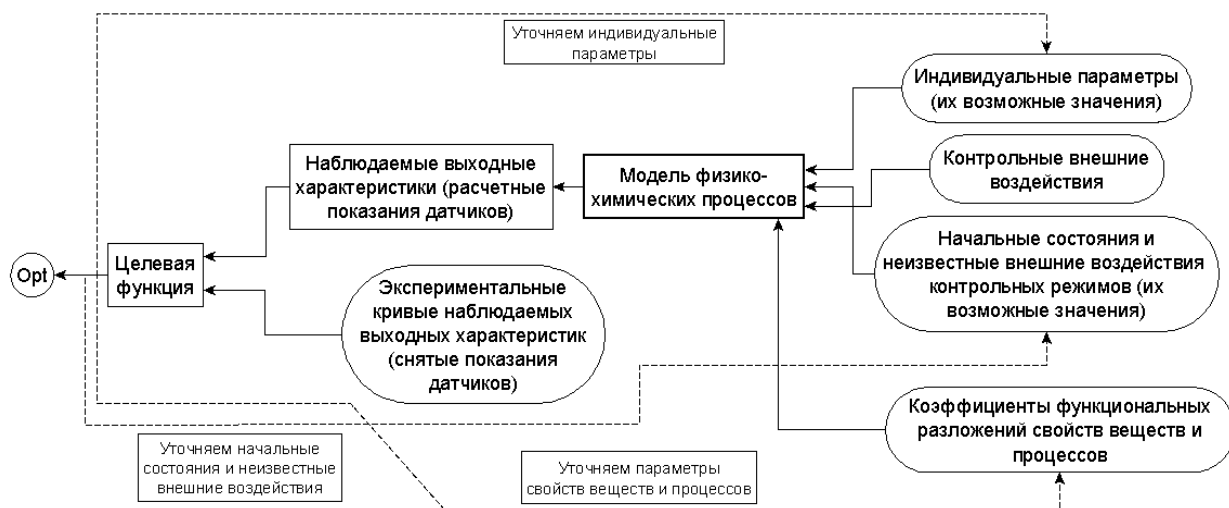 Уточняем индивидуальные
параметры
Индивидуальные параметры
(их возможные значения)
Контрольные внешние
воздействия
Наблюдаемые выходные
характеристики (расчетные
показания датчиков)
Модель физико-
химических процессов
Начальные состояния и
неизвестные внешние воздействия
контрольных режимов (их
возможные значения)
Opt
Целевая
функция
Экспериментальные
кривые наблюдаемых
выходных характеристик
(снятые показания
датчиков)
Коэффициенты функциональных
разложений свойств веществ и
процессов
Уточняем начальные
состояния и неизвестные
внешние воздействия
Уточняем параметры
свойств веществ и процессов